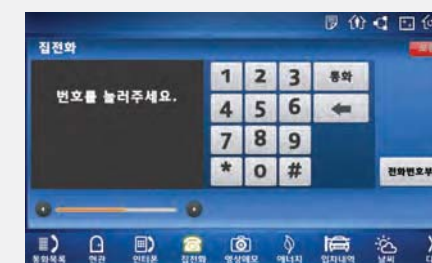 집전화
번호를 눌러주세요.
1 2 3 통화
4 5 6
7 8 9
* 0 #
전화번호부
통화목록 현관 인터폰 집전화 영상메모 에너지 입차내역 날씨